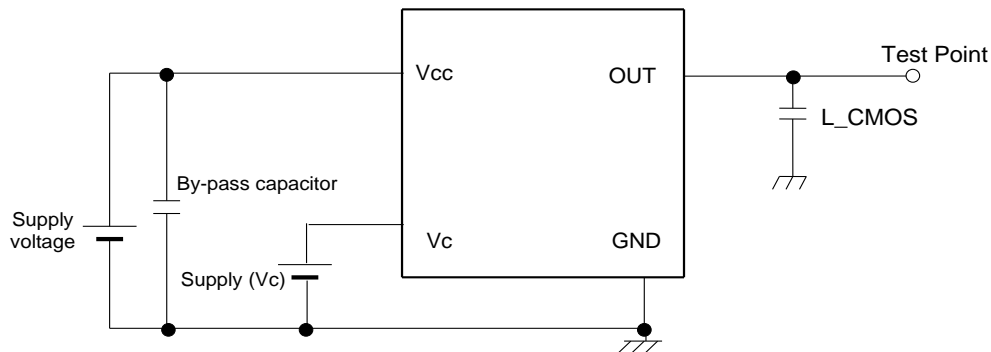 Test Point
Vcc
OUT
L_CMOS
By-pass capacitor
Supply
voltage
Vc
GND
Supply (Vc)